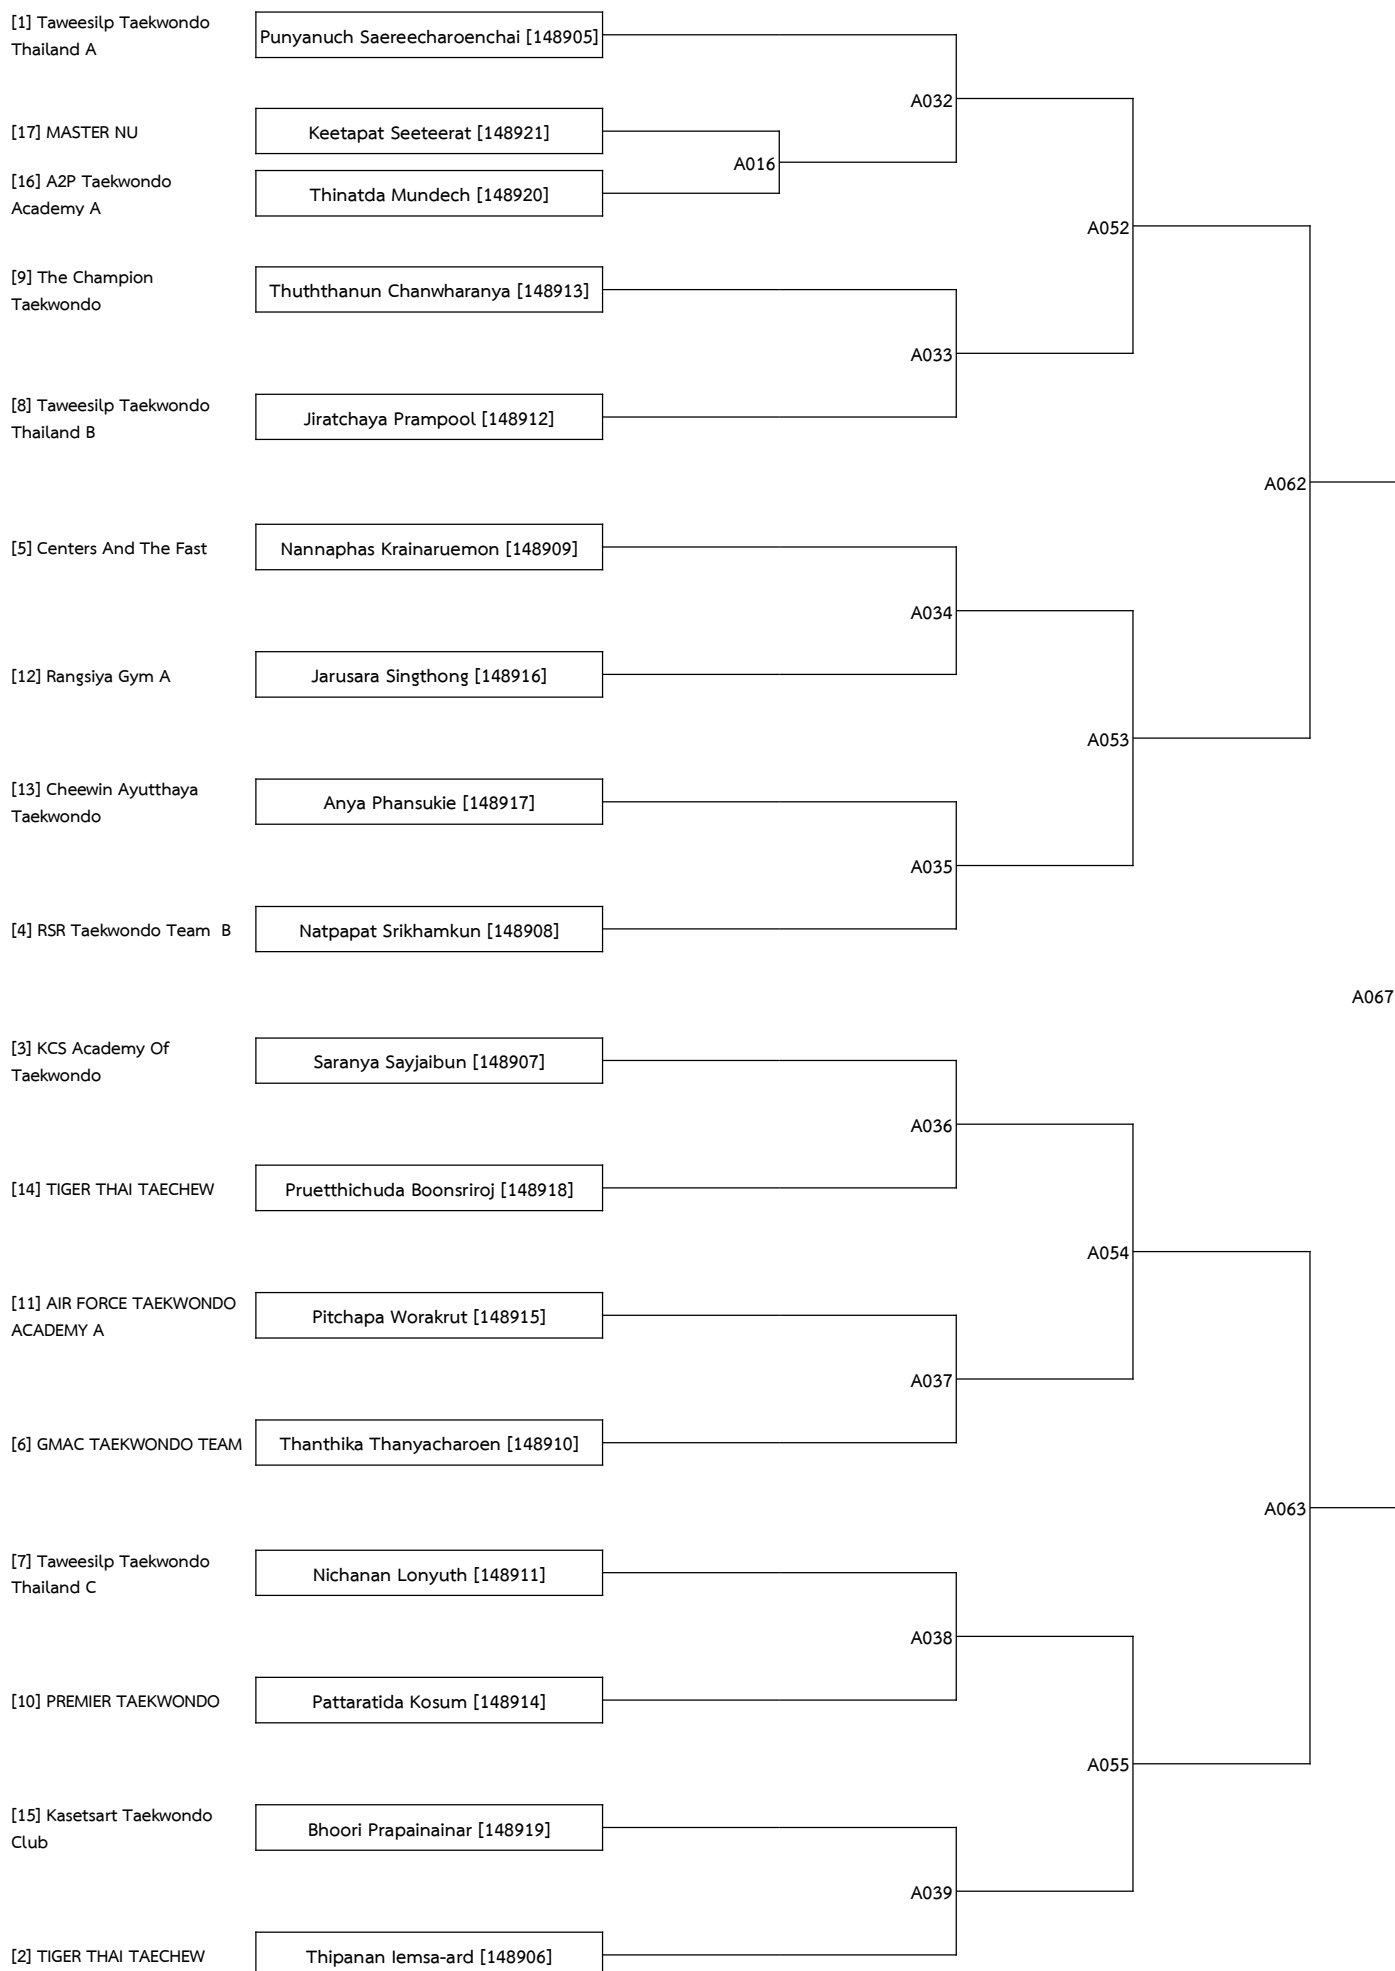 [1] Taweesilp Taekwondo
Thailand A
Punyanuch Saereecharoenchai [148905]
A032
[17] MASTER NU
Keetapat Seeteerat [148921]
A016
[16] A2P Taekwondo
Academy A
Thinatda Mundech [148920]
A052
[9] The Champion
Taekwondo
Thuththanun Chanwharanya [148913]
A033
[8] Taweesilp Taekwondo
Thailand B
Jiratchaya Prampool [148912]
A062
[5] Centers And The Fast
Nannaphas Krainaruemon [148909]
A034
[12] Rangsiya Gym A
Jarusara Singthong [148916]
A053
[13] Cheewin Ayutthaya
Taekwondo
Anya Phansukie [148917]
A035
[4] RSR Taekwondo Team  B
Natpapat Srikhamkun [148908]
A067
[3] KCS Academy Of
Taekwondo
Saranya Sayjaibun [148907]
A036
[14] TIGER THAI TAECHEW
Pruetthichuda Boonsriroj [148918]
A054
[11] AIR FORCE TAEKWONDO
ACADEMY A
Pitchapa Worakrut [148915]
A037
[6] GMAC TAEKWONDO TEAM
Thanthika Thanyacharoen [148910]
A063
[7] Taweesilp Taekwondo
Thailand C
Nichanan Lonyuth [148911]
A038
[10] PREMIER TAEKWONDO
Pattaratida Kosum [148914]
A055
[15] Kasetsart Taekwondo
Club
Bhoori Prapainainar [148919]
A039
[2] TIGER THAI TAECHEW
Thipanan Iemsa-ard [148906]